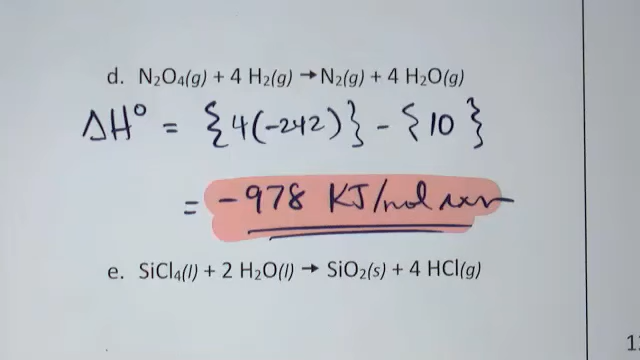 d. N₂O₄(g) + 4 H₂(g) → N₂(g) + 4 H₂O(g)
ΔH° = {4(-242)} - {10}
= -978 KJ/mol rxn
e. SiCl₄(l) + 2 H₂O(l) → SiO₂(s) + 4 HCl(g)